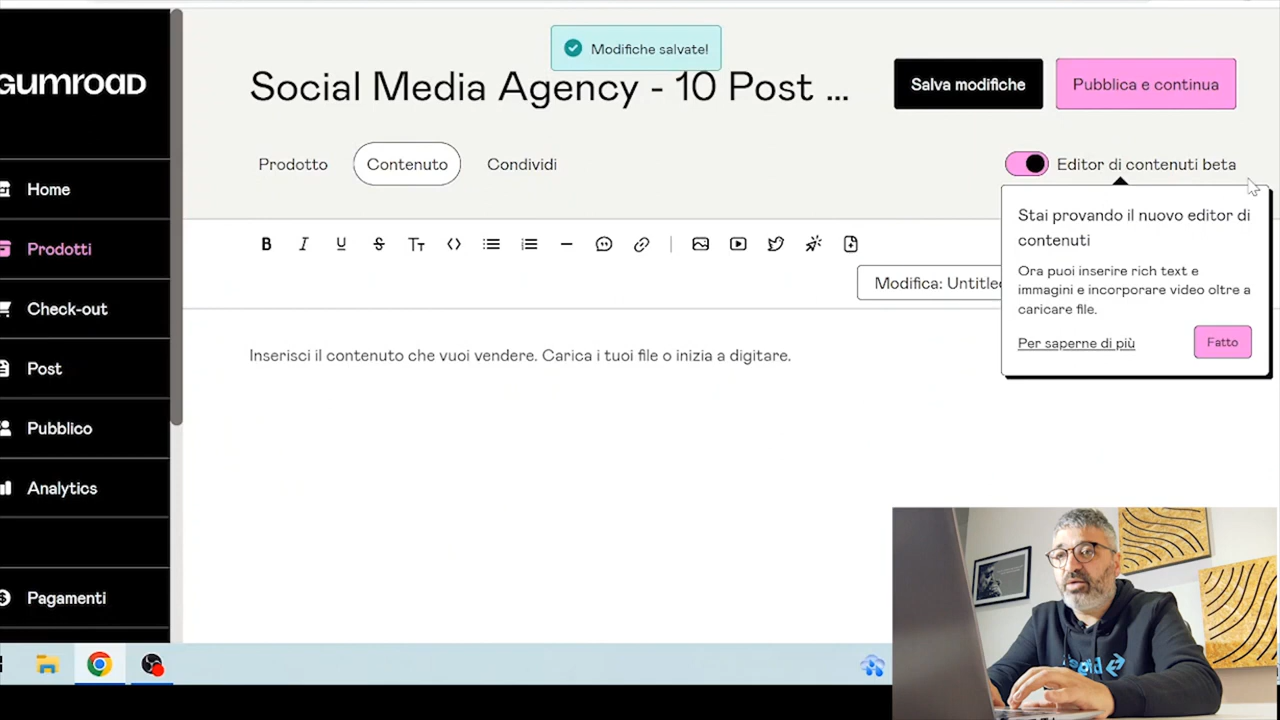 Modifiche salvate!
GUMROAD
Social Media Agency - 10 Post ...
Salva modifiche
Pubblica e continua
Prodotto
Contenuto
Condividi
Editor di contenuti beta
Home
Prodotti
Check-out
Post
Pubblico
Analytics
Pagamenti
B
I
U
S
TT
Modifica: Untitled
Stai provando il nuovo editor di
contenuti
Ora puoi inserire rich text e
immagini e incorporare video oltre a
caricare file.
Per saperne di più
Fatto
Inserisci il contenuto che vuoi vendere. Carica i tuoi file o inizia a digitare.